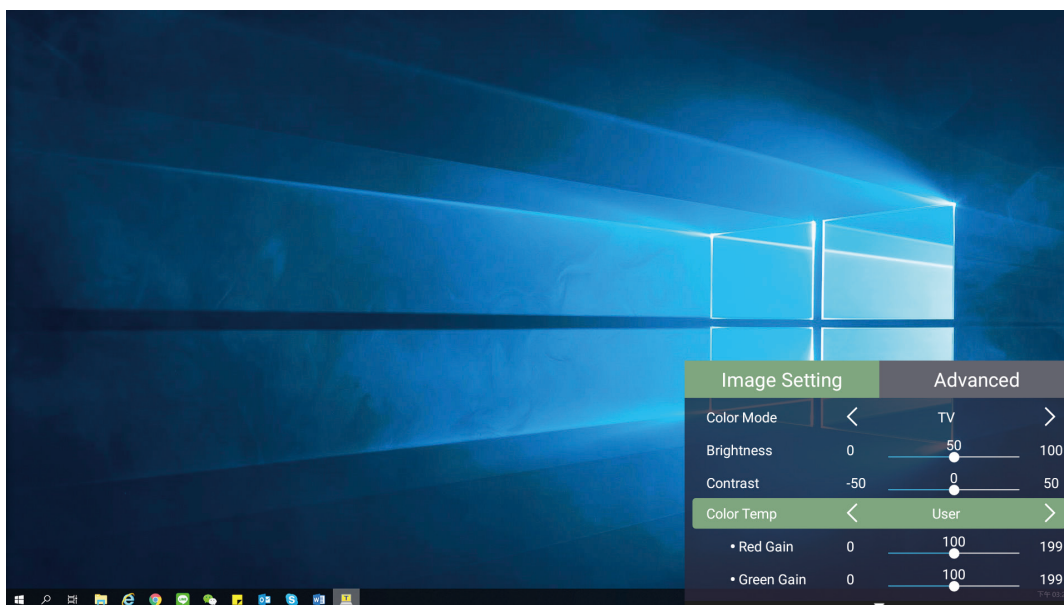 Image Setting Advanced
Color Mode TV
Brightness 0 50 100
Contrast -50 0 50
Color Temp User
• Red Gain 0 100 199
• Green Gain 0 100 199